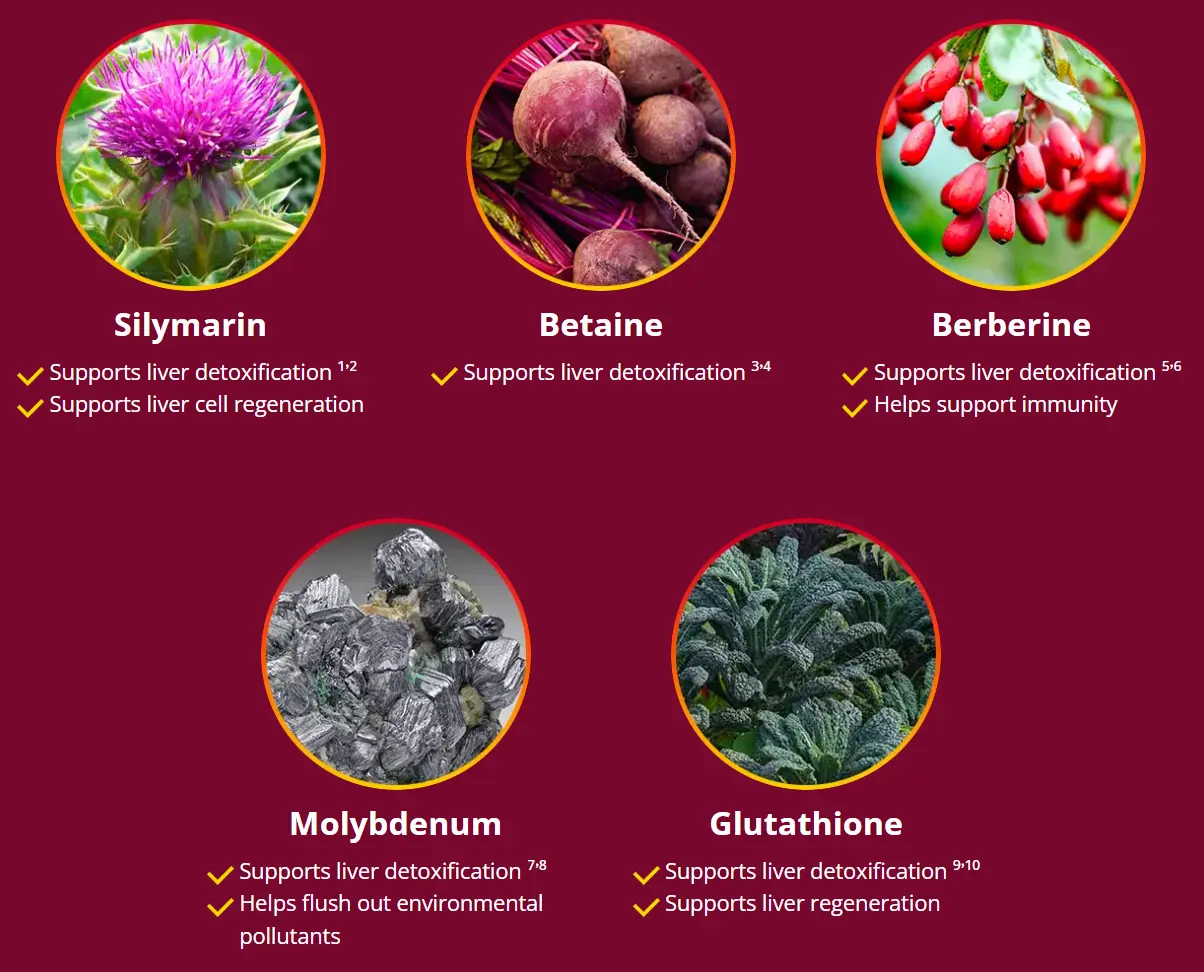 Silymarin
Supports liver detoxification 1,2
Supports liver cell regeneration
Betaine
Supports liver detoxification 3,4
Berberine
Supports liver detoxification 5,6
Helps support immunity
Molybdenum
Supports liver detoxification 7,8
Helps flush out environmental
pollutants
Glutathione
Supports liver detoxification 9,10
Supports liver regeneration